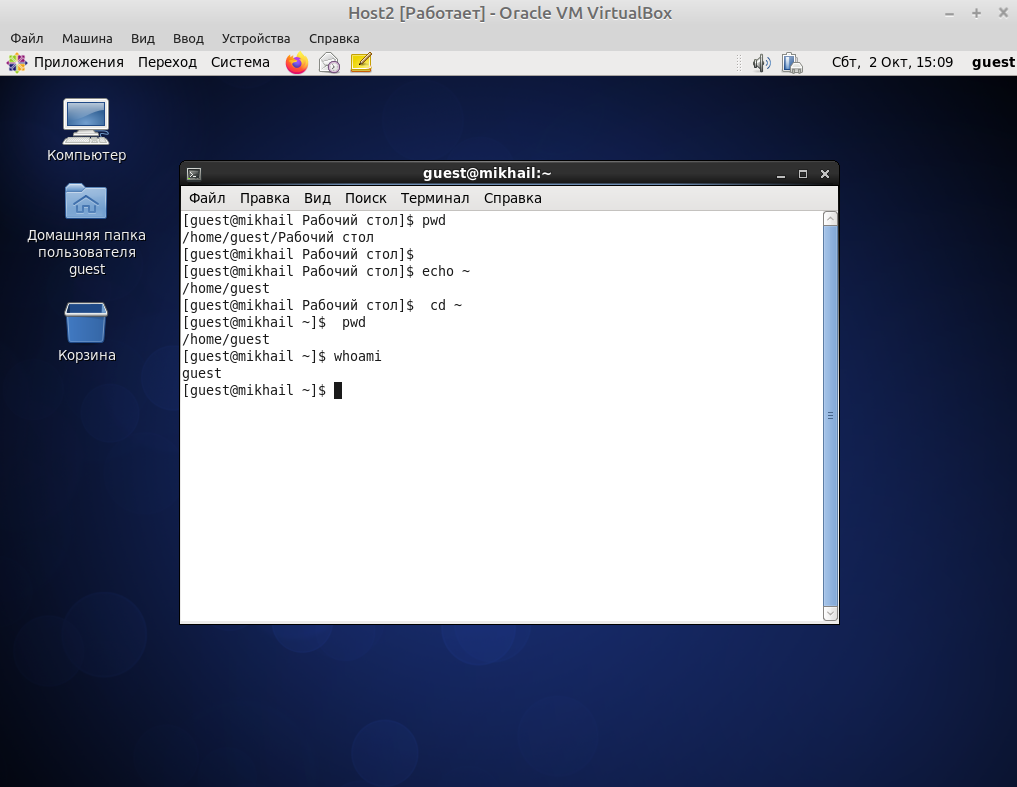 Host2 [Работает] - Oracle VM VirtualBox
Файл Машина Вид Ввод Устройства Справка
Приложения Переход Система Сбт, 2 Окт, 15:09 guest
Компьютер
Домашняя папка
пользователя
guest
Корзина
guest@mikhail:~
Файл Правка Вид Поиск Терминал Справка
[guest@mikhail Рабочий стол]$ pwd
/home/guest/Рабочий стол
[guest@mikhail Рабочий стол]$
[guest@mikhail Рабочий стол]$ echo ~
/home/guest
[guest@mikhail Рабочий стол]$  cd ~
[guest@mikhail ~]$  pwd
/home/guest
[guest@mikhail ~]$ whoami
guest
[guest@mikhail ~]$